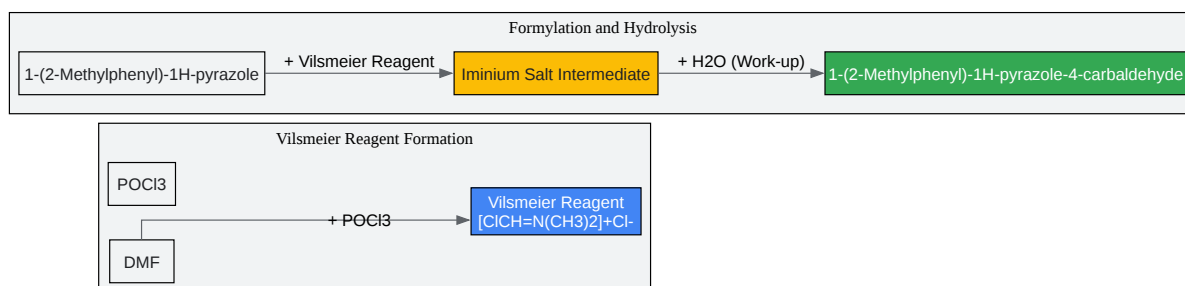 Formylation and Hydrolysis
1-(2-Methylphenyl)-1H-pyrazole
+ Vilsmeier Reagent
Iminium Salt Intermediate
+ H2O (Work-up)
1-(2-Methylphenyl)-1H-pyrazole-4-carbaldehyde
Vilsmeier Reagent Formation
POCl3
DMF
+ POCl3
Vilsmeier Reagent
[ClCH=N(CH3)2]+Cl-